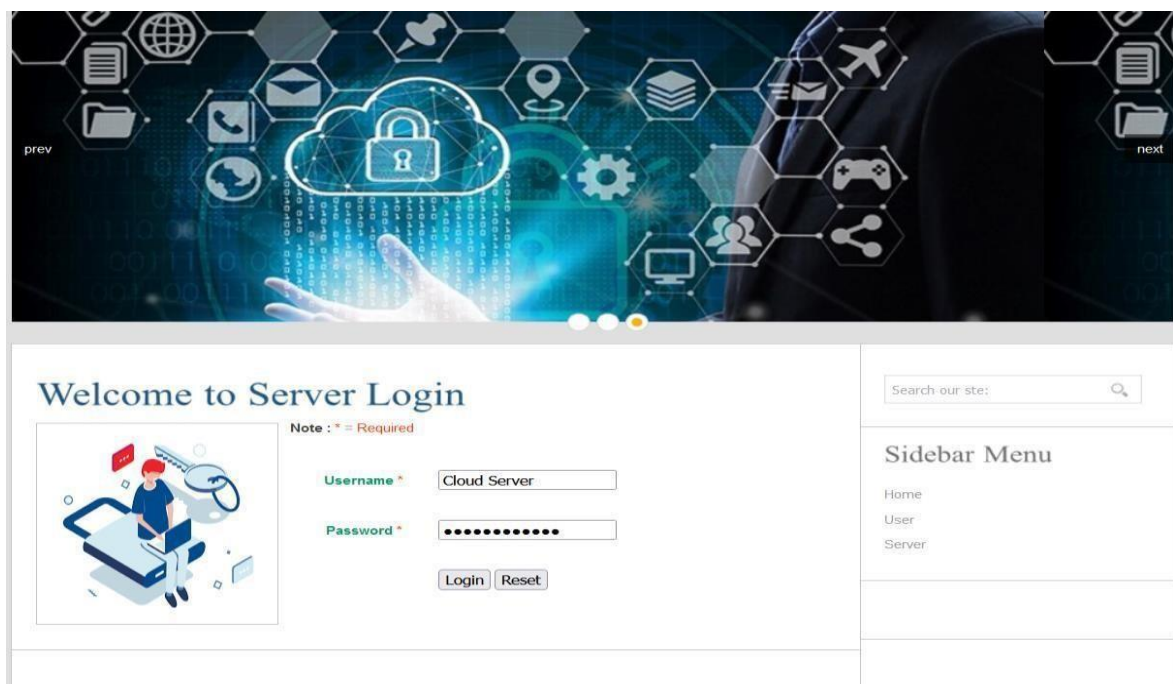 prev
next
Welcome to Server Login
Note : * = Required
Username *
Cloud Server
Password *
••••••••••••
Login Reset
Search our ste:
Sidebar Menu
Home
User
Server